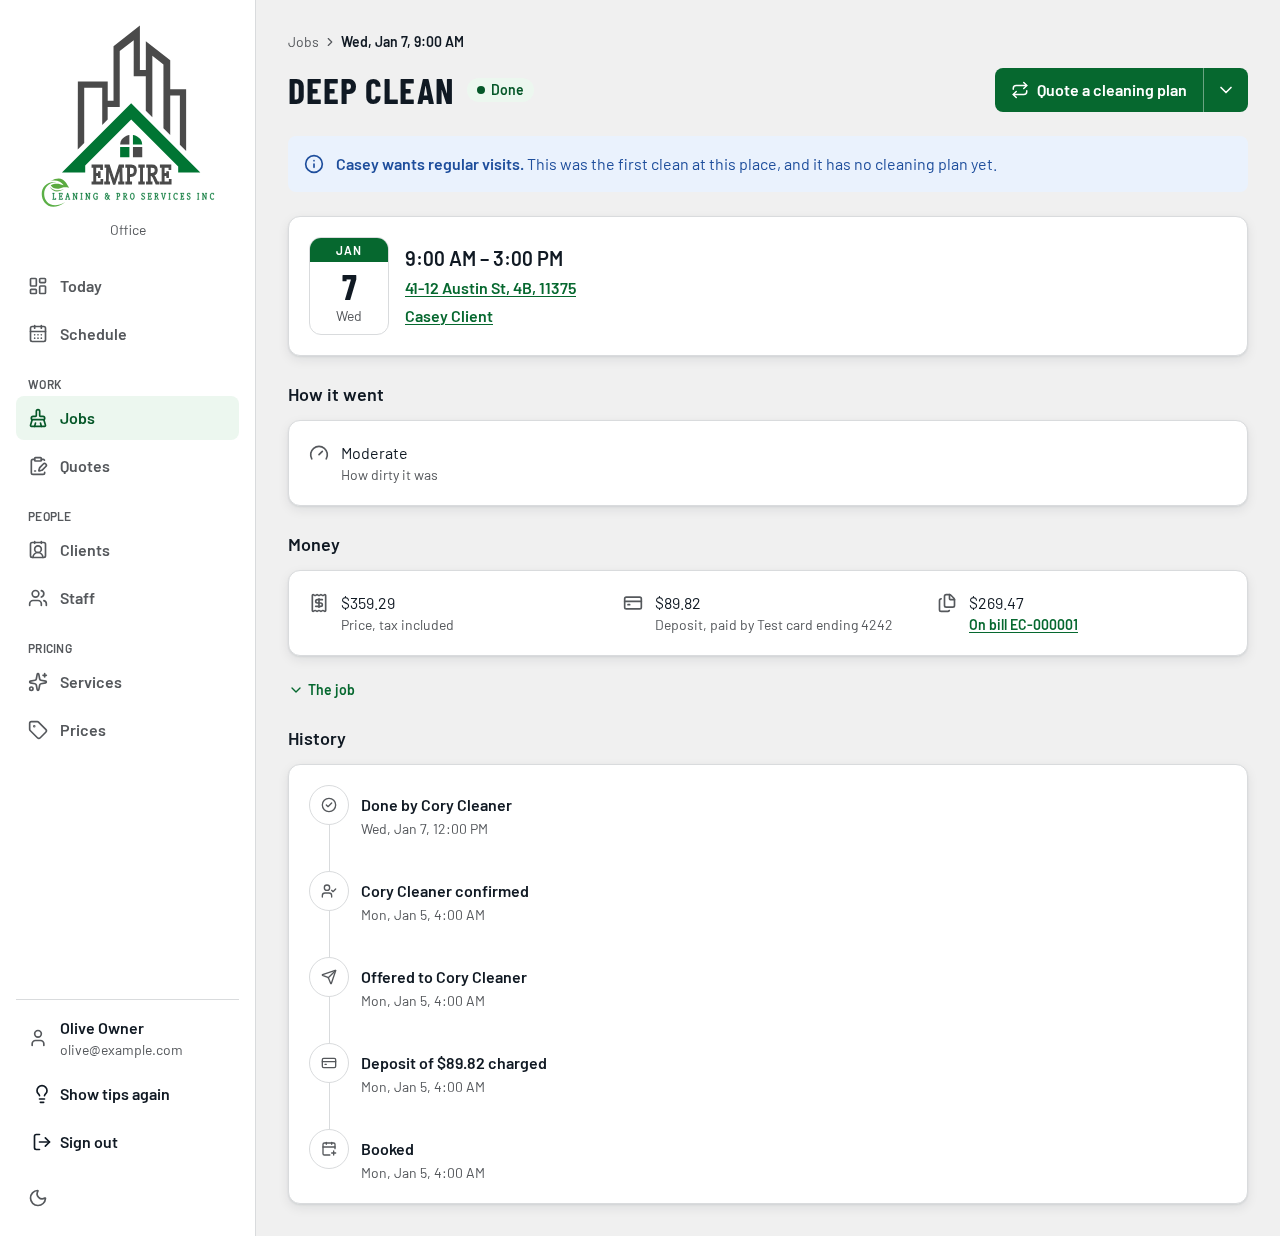 EMPIRE
LEANING & PRO SERVICES INC
Office
Today
Schedule
WORK
Jobs
Quotes
PEOPLE
Clients
Staff
PRICING
Services
Prices
Olive Owner
olive@example.com
Show tips again
Sign out
Jobs > Wed, Jan 7, 9:00 AM
DEEP CLEAN
Done
Quote a cleaning plan
Casey wants regular visits. This was the first clean at this place, and it has no cleaning plan yet.
JAN
7
Wed
9:00 AM – 3:00 PM
41-12 Austin St, 4B, 11375
Casey Client
How it went
Moderate
How dirty it was
Money
$359.29
Price, tax included
$89.82
Deposit, paid by Test card ending 4242
$269.47
On bill EC-000001
The job
History
Done by Cory Cleaner
Wed, Jan 7, 12:00 PM
Cory Cleaner confirmed
Mon, Jan 5, 4:00 AM
Offered to Cory Cleaner
Mon, Jan 5, 4:00 AM
Deposit of $89.82 charged
Mon, Jan 5, 4:00 AM
Booked
Mon, Jan 5, 4:00 AM